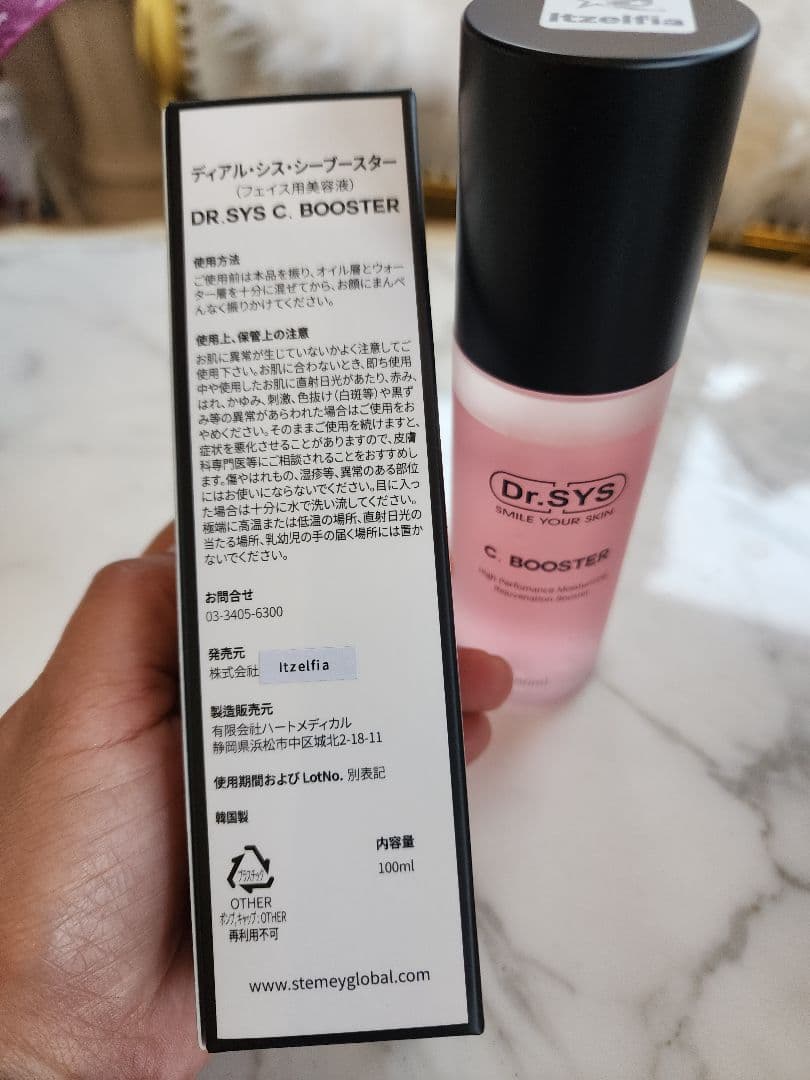 ディアル・シス・シーブースター
(フェイス用美容液)
DR.SYS C. BOOSTER
使用方法
ご使用前は本品を振り、オイル層とウォー
ター層を十分に混ぜてから、お顔にまんべ
んなく振りかけてください。
使用上、保管上の注意
お肌に異常が生じていないかよく注意してご
使用下さい。お肌に合わないとき、即ち使用
中や使用したお肌に直射日光があたり、赤み、
はれ、かゆみ、刺激、色抜け(白斑等)や黒ず
み等の異常があらわれた場合はご使用をお
やめください。そのままご使用を続けますと、
症状を悪化させることがありますので、皮膚
科専門医等にご相談されることをおすすめし
ます。傷やはれもの、湿疹等、異常のある部位
にはお使いにならないでください。目に入っ
た場合は十分に水で洗い流してください。
極端に高温または低温の場所、直射日光の
当たる場所、乳幼児の手の届く場所には置か
ないでください。
お問合せ
03-3405-6300
発売元
株式会社 Itzelfia
製造販売元
有限会社ハートメディカル
静岡県浜松市中区城北2-18-11
使用期間およびLotNo. 別表記
韓国製
プラスチック
OTHER
ポンプ,キャップ:OTHER
再利用不可
内容量
100ml
www.stemeyglobal.com
Itzelfia
Dr.SYS
SMILE YOUR SKIN
C. BOOSTER
High Perfomance Moisturizing
Rejuvenation Booster